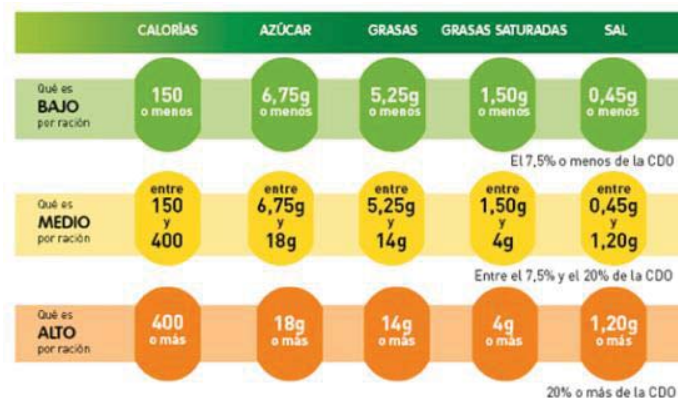 CALORÍAS AZÚCAR GRASAS GRASAS SATURADAS SAL
Qué es
BAJO
por ración
150
o menos
6,75g
o menos
5,25g
o menos
1,50g
o menos
0,45g
o menos
El 7,5% o menos de la CDO
Qué es
MEDIO
por ración
entre
150
y
400
entre
6,75g
y
18g
entre
5,25g
y
14g
entre
1,50g
y
4g
entre
0,45g
y
1,20g
Entre el 7,5% y el 20% de la CDO
Qué es
ALTO
por ración
400
o más
18g
o más
14g
o más
4g
o más
1,20g
o más
20% o más de la CDO